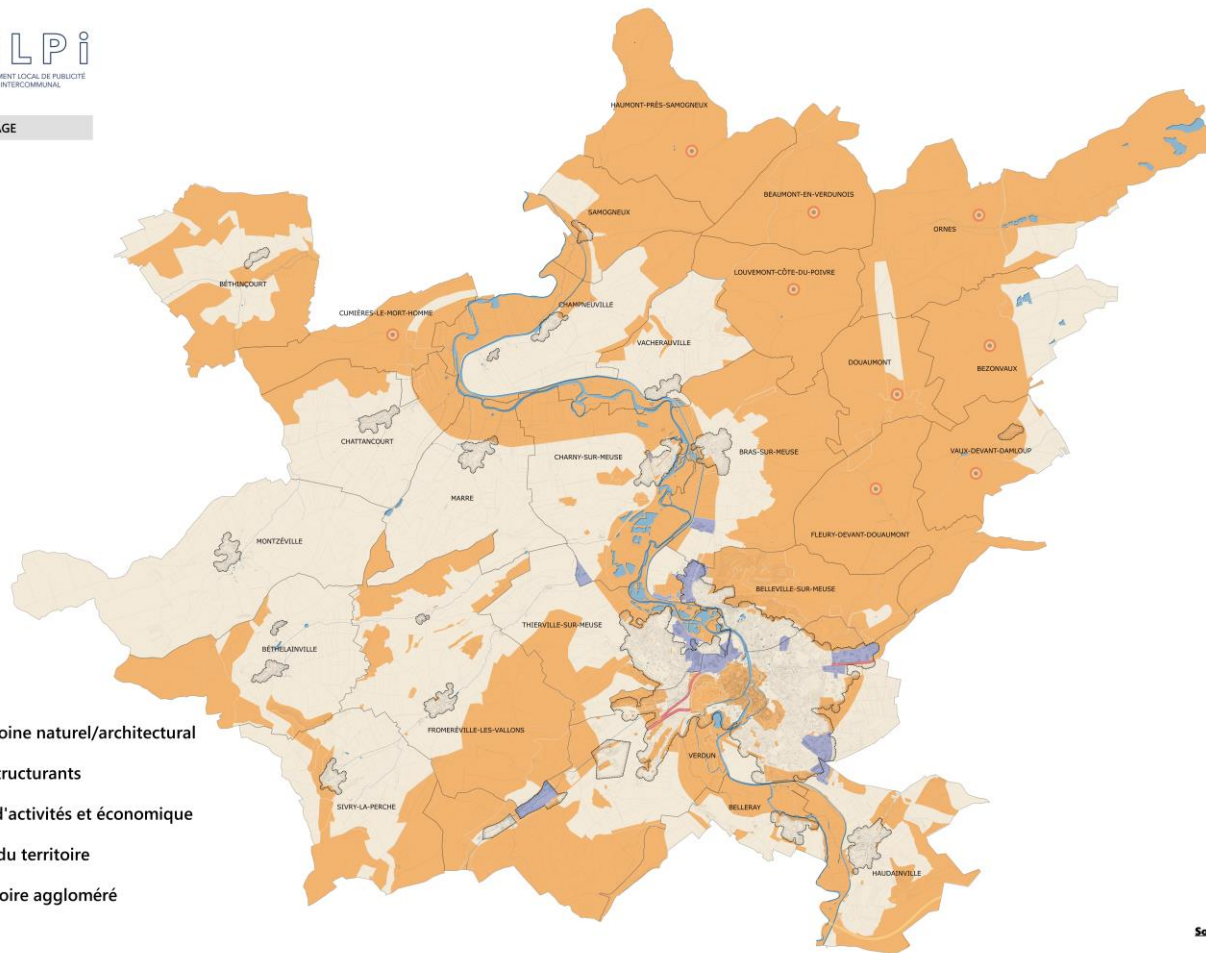 LPi
MENT LOCAL DE PUBLICITÉ
INTERCOMMUNAL
AGE
HAUMONT-PRÈS-SAMOGNEUX
BEAUMONT-EN-VERDUNOIS
SAMOGNEUX
ORNES
LOUVEMONT-CÔTE-DU-POIVRE
BÉTHINCOURT
CHAMPNEUVILLE
CUMIÈRES-LE-MORT-HOMME
VACHERAUVILLE
DOUAUMONT
BEZONVAUX
CHATTANCOURT
CHARNY-SUR-MEUSE
BRAS-SUR-MEUSE
VAUX-DEVANT-DAMLOUP
MARRE
FLEURY-DEVANT-DOUAUMONT
MONTZÉVILLE
BELLEVILLE-SUR-MEUSE
THIERVILLE-SUR-MEUSE
BÉTHELAINVILLE
FROMERÉVILLE-LES-VALLONS
VERDUN
SIVRY-LA-PERCHE
BELLERAY
HAUDAINVILLE
oine naturel/architectural
tructurants
d'activités et économique
du territoire
oire aggloméré
So